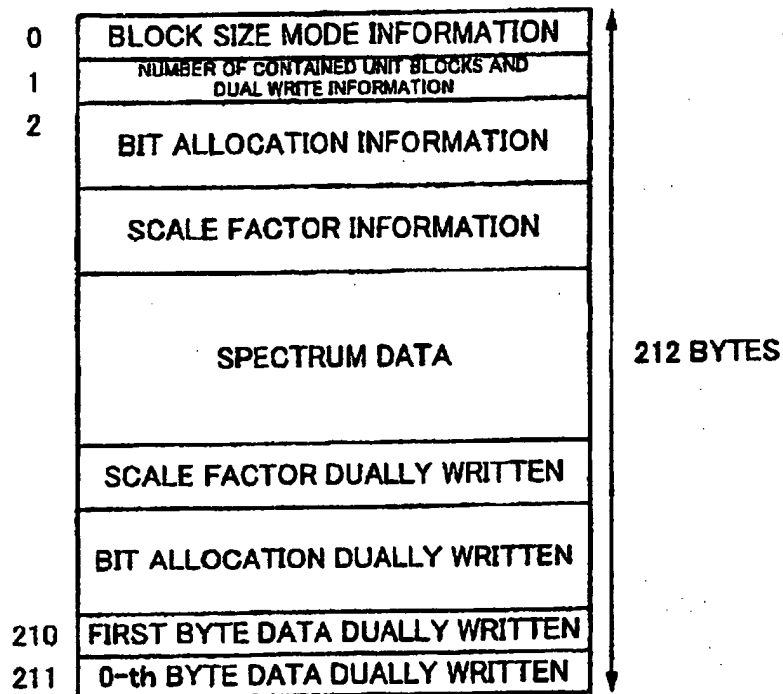 0 BLOCK SIZE MODE INFORMATION
1 NUMBER OF CONTAINED UNIT BLOCKS AND
DUAL WRITE INFORMATION
2 BIT ALLOCATION INFORMATION
SCALE FACTOR INFORMATION
SPECTRUM DATA
212 BYTES
SCALE FACTOR DUALLY WRITTEN
BIT ALLOCATION DUALLY WRITTEN
210 FIRST BYTE DATA DUALLY WRITTEN
211 0-th BYTE DATA DUALLY WRITTEN